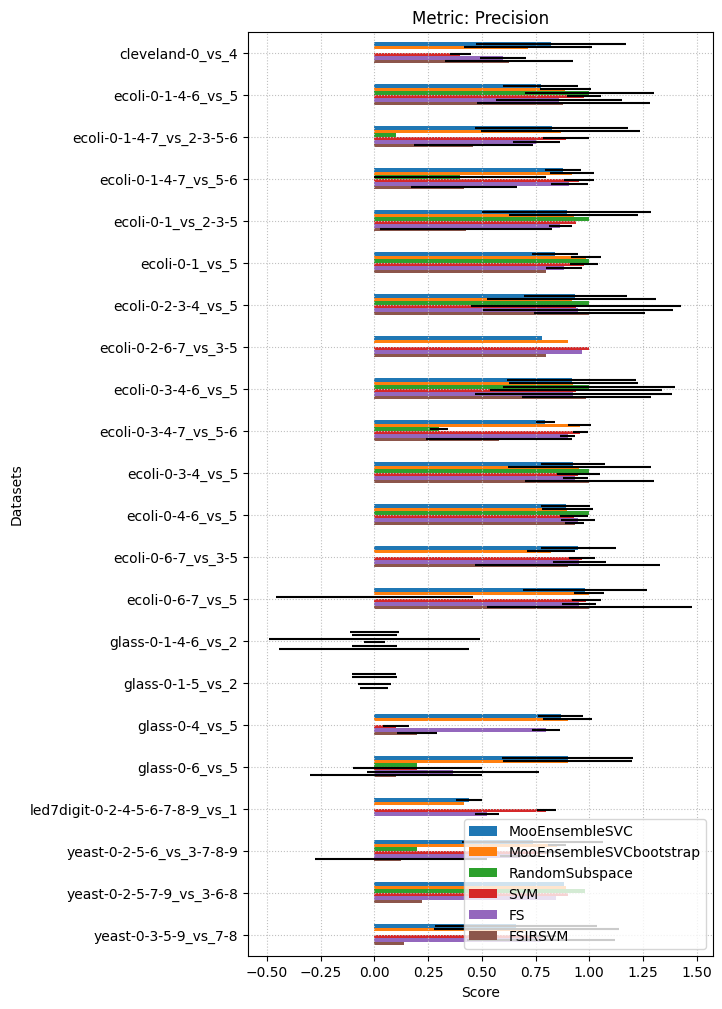 Metric: Precision
cleveland-0_vs_4
ecoli-0-1-4-6_vs_5
ecoli-0-1-4-7_vs_2-3-5-6
ecoli-0-1-4-7_vs_5-6
ecoli-0-1_vs_2-3-5
ecoli-0-1_vs_5
ecoli-0-2-3-4_vs_5
ecoli-0-2-6-7_vs_3-5
ecoli-0-3-4-6_vs_5
ecoli-0-3-4-7_vs_5-6
ecoli-0-3-4_vs_5
ecoli-0-4-6_vs_5
ecoli-0-6-7_vs_3-5
ecoli-0-6-7_vs_5
glass-0-1-4-6_vs_2
glass-0-1-5_vs_2
glass-0-4_vs_5
glass-0-6_vs_5
led7digit-0-2-4-5-6-7-8-9_vs_1
yeast-0-2-5-6_vs_3-7-8-9
yeast-0-2-5-7-9_vs_3-6-8
yeast-0-3-5-9_vs_7-8
Datasets
MooEnsembleSVC
MooEnsembleSVCbootstrap
RandomSubspace
SVM
FS
FSIRSVM
−0.50 −0.25 0.00 0.25 0.50 0.75 1.00 1.25 1.50
Score